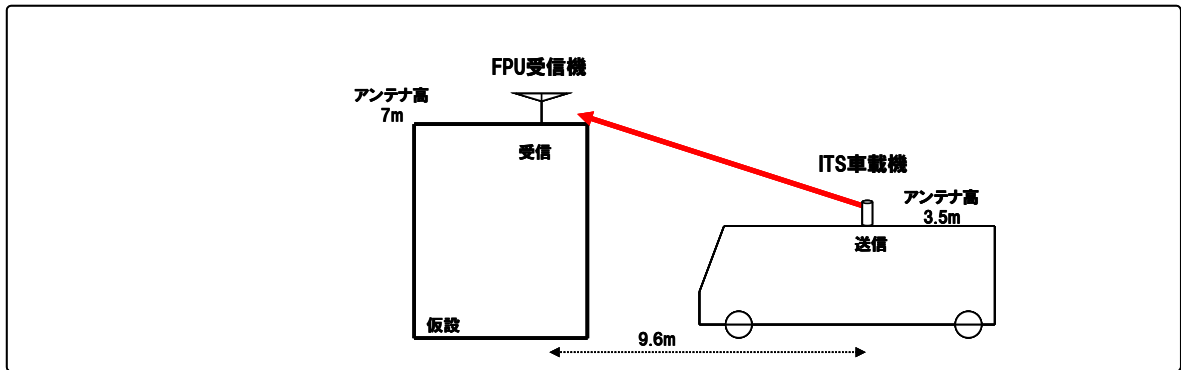 FPU受信機
アンテナ高
7m
受信
ITS車載機
アンテナ高
3.5m
送信
仮設
9.6m